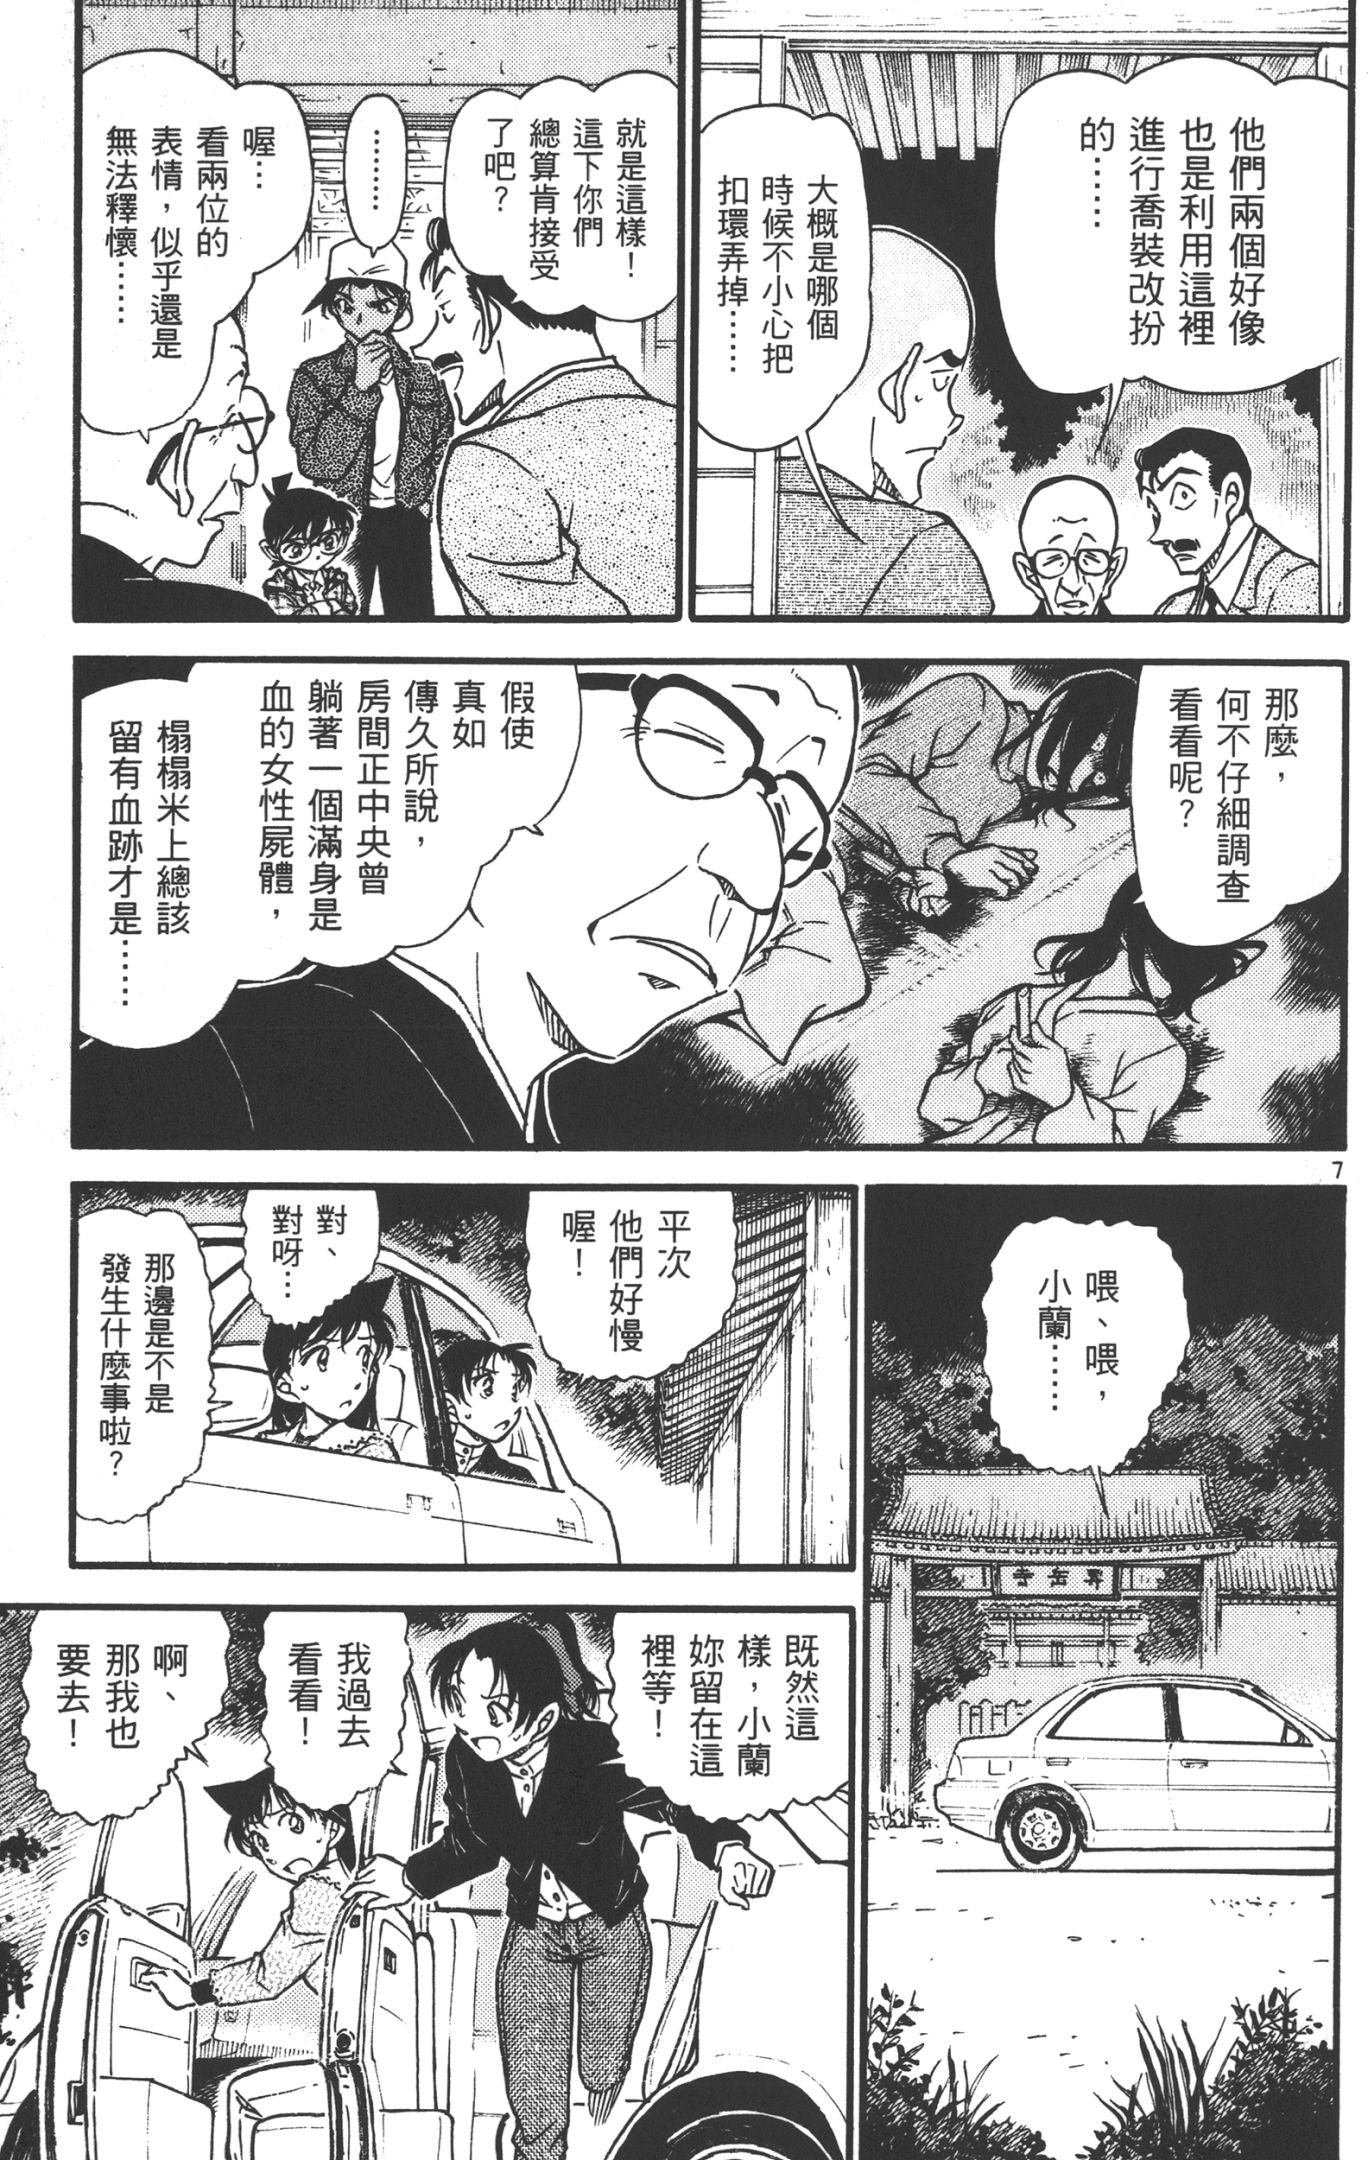 他們兩個好像
也是利用這裡
進行喬裝改扮
的……
大概是哪個
時候不小心把
扣環弄掉……
就是這樣！
這下你們
總算肯接受
了吧？
………
喔…
看兩位的
表情，似乎還是
無法釋懷……
那麼，
何不仔細調查
看看呢？
假使
真如
傳久所說，
房間正中央曾
躺著一個滿身是
血的女性屍體，
榻榻米上總該
留有血跡才是……
7
喂、喂，
小蘭……
平次
他們好慢
喔！
對、
對呀…
那邊是不是
發生什麼事啦？
既然這
樣，小蘭
妳留在這
裡等！
我過去
看看！
啊、
那我也
要去！